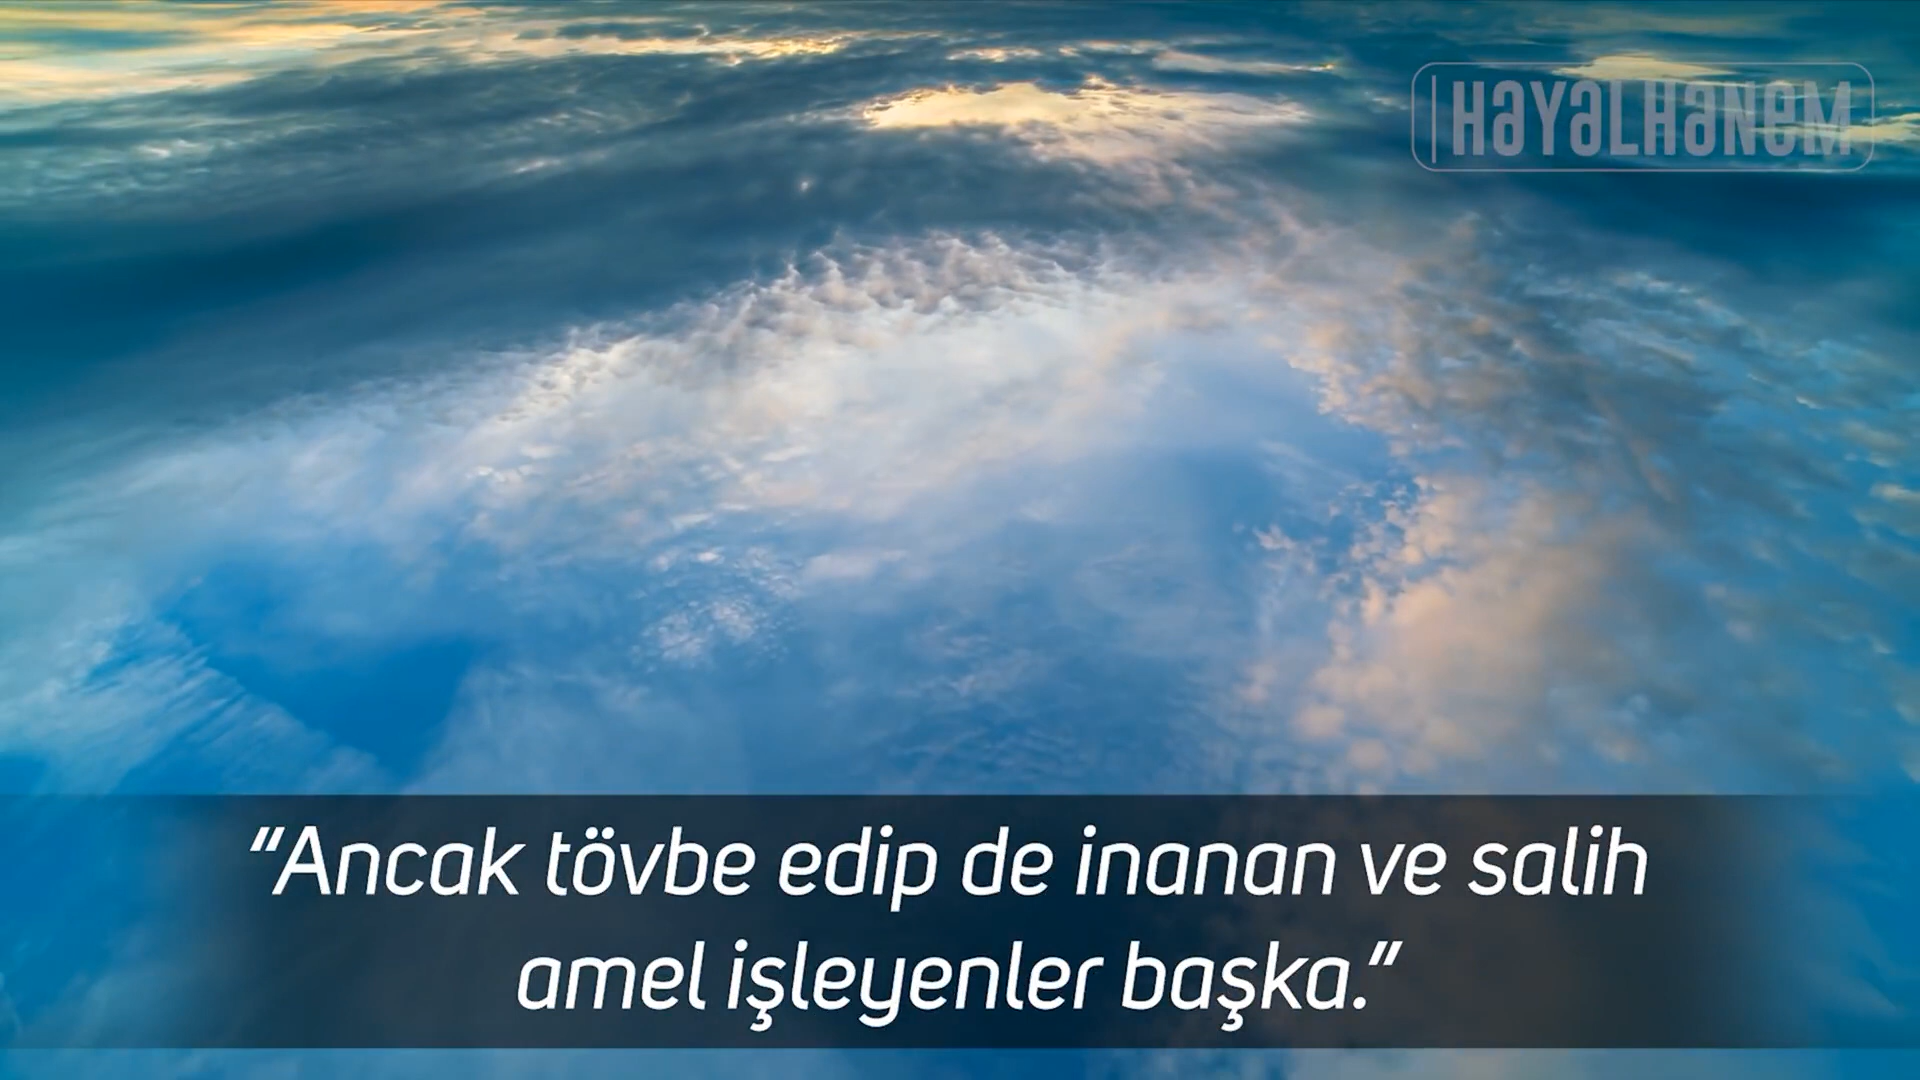 HAYALHANEM
“Ancak tövbe edip de inanan ve salih
amel işleyenler başka.”